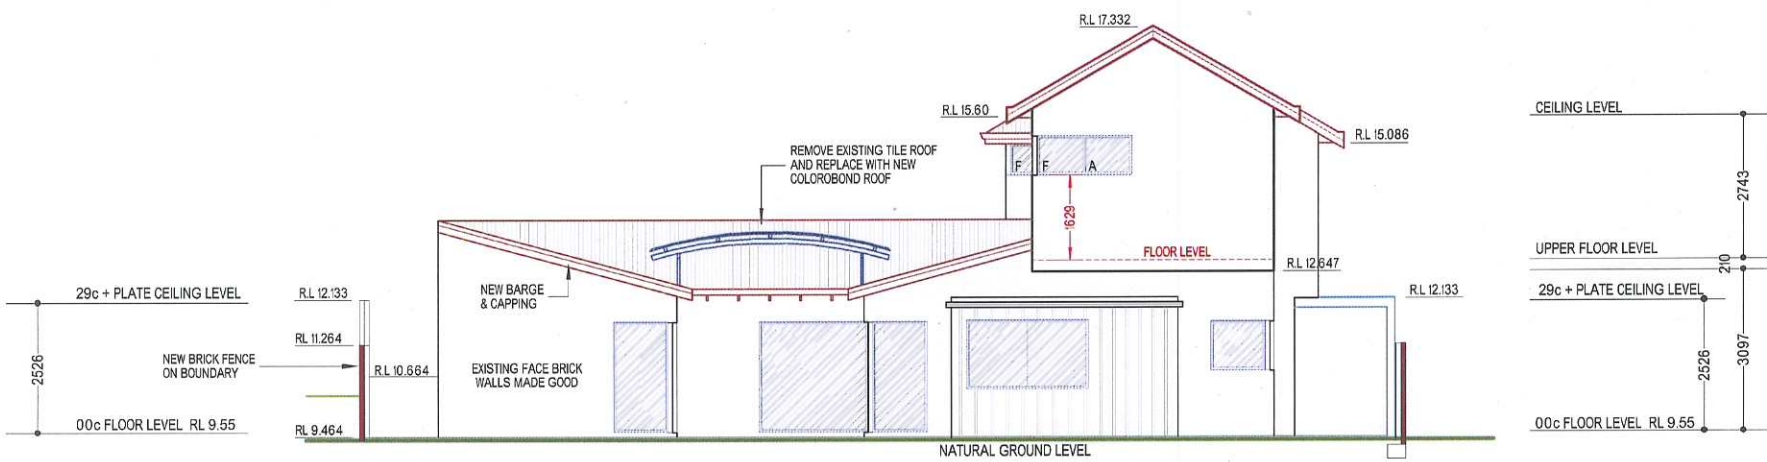 R.L 17.332
R.L 15.60
R.L 15.086
CEILING LEVEL
REMOVE EXISTING TILE ROOF
AND REPLACE WITH NEW
COLOROBOND ROOF
F
F
A
1629
2743
FLOOR LEVEL
UPPER FLOOR LEVEL
R.L 12.647
210
NEW BARGE
& CAPPING
29c + PLATE CEILING LEVEL
R.L 12.133
R.L 12.133
29c + PLATE CEILING LEVEL
RL 11.264
NEW BRICK FENCE
ON BOUNDARY
R.L 10.664
EXISTING FACE BRICK
WALLS MADE GOOD
2526
2526
3097
00c FLOOR LEVEL RL 9.55
RL 9.464
00c FLOOR LEVEL RL 9.55
NATURAL GROUND LEVEL